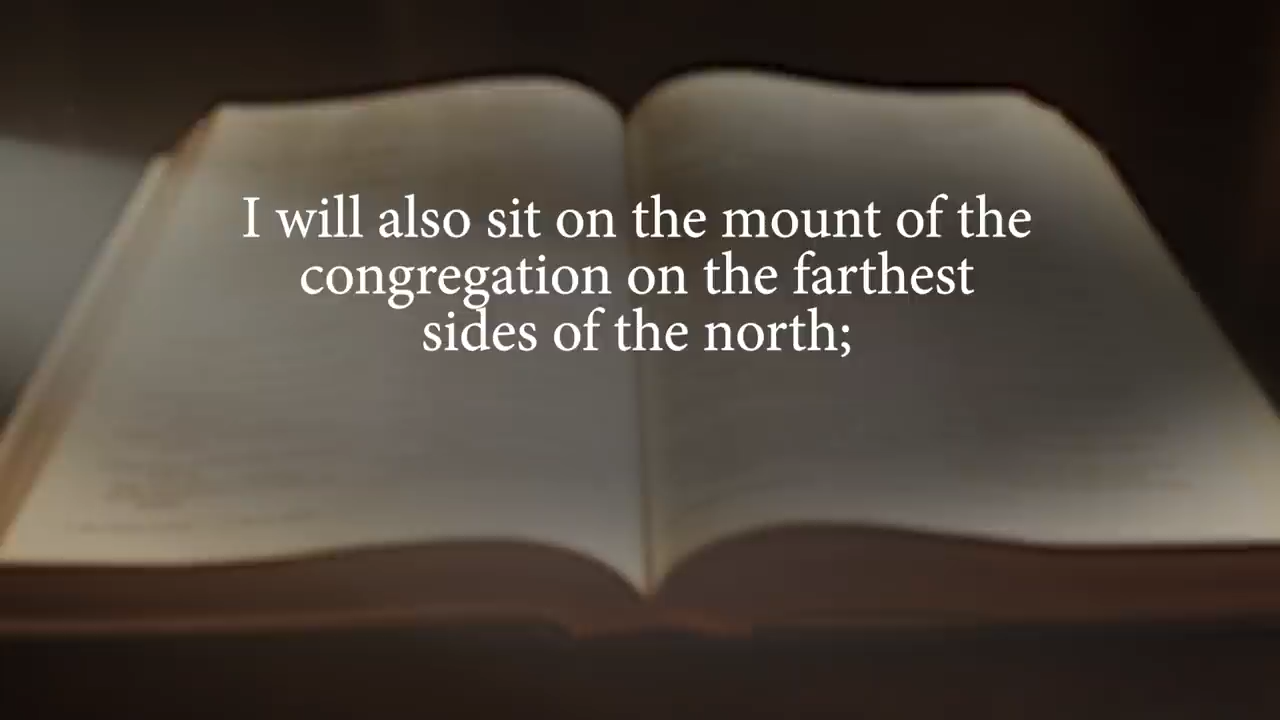 I will also sit on the mount of the
congregation on the farthest
sides of the north;